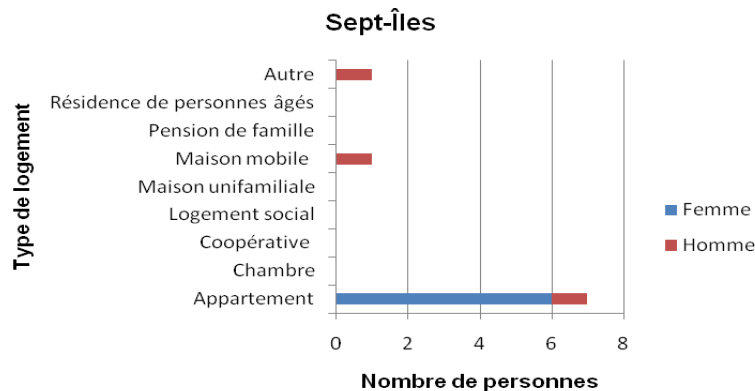 Sept-Îles
Type de logement
Autre
Résidence de personnes âgés
Pension de famille
Maison mobile
Maison unifamiliale
Logement social
Coopérative
Chambre
Appartement
Femme
Homme
0 2 4 6 8
Nombre de personnes